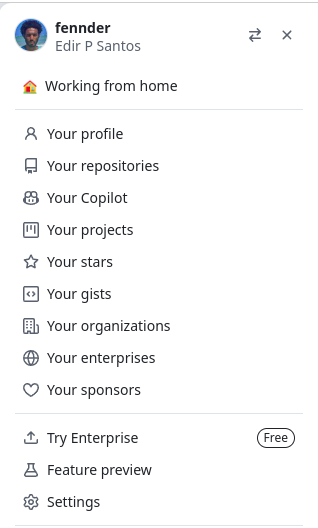 fennder
Edir P Santos
Working from home
Your profile
Your repositories
Your Copilot
Your projects
Your stars
Your gists
Your organizations
Your enterprises
Your sponsors
Try Enterprise Free
Feature preview
Settings